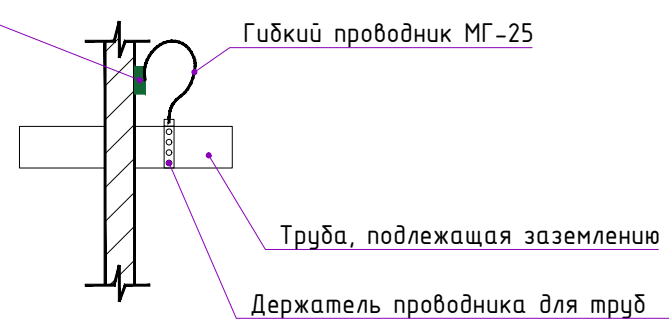 Гибкий проводник МГ-25
Труба, подлежащая заземлению
Держатель проводника для труб